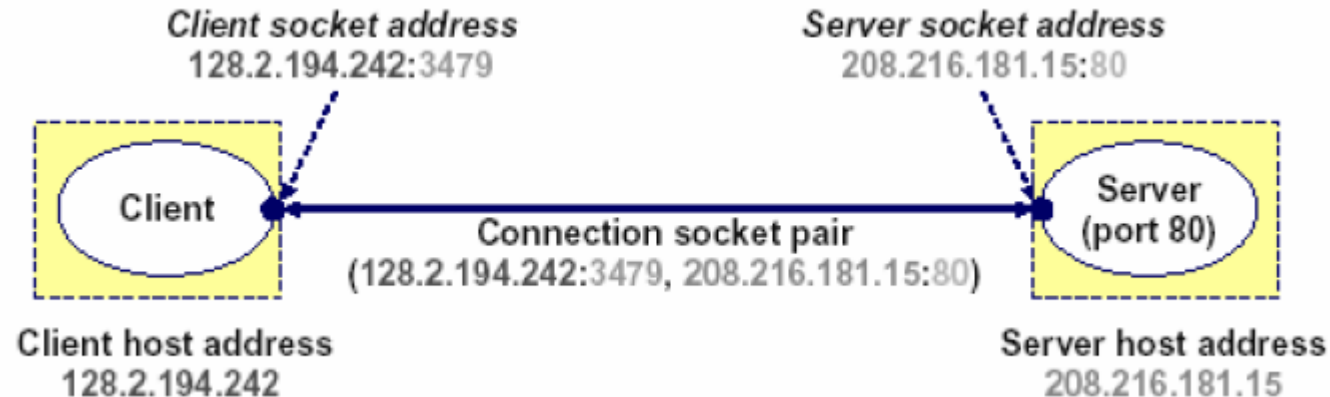 Client socket address
128.2.194.242:3479
Server socket address
208.216.181.15:80
Client
Server
(port 80)
Connection socket pair
(128.2.194.242:3479, 208.216.181.15:80)
Client host address
128.2.194.242
Server host address
208.216.181.15